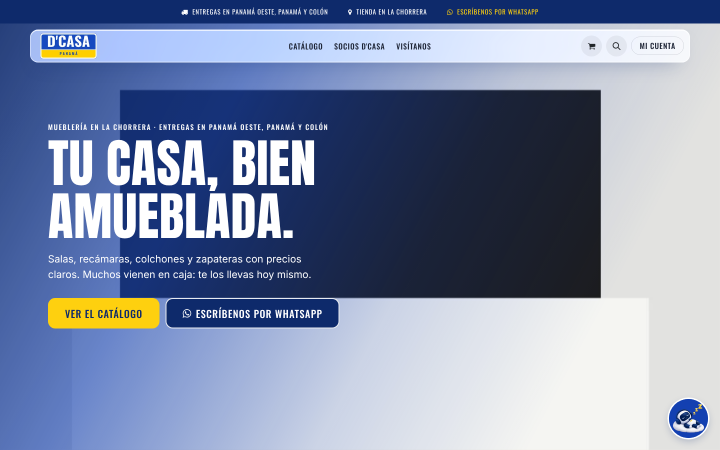 ENTREGAS EN PANAMÁ OESTE, PANAMÁ Y COLÓN
TIENDA EN LA CHORRERA
ESCRÍBENOS POR WHATSAPP
D'CASA
PANAMÁ
CATÁLOGO
SOCIOS D'CASA
VISÍTANOS
MI CUENTA
MUEBLERÍA EN LA CHORRERA · ENTREGAS EN PANAMÁ OESTE, PANAMÁ Y COLÓN
TU CASA, BIEN
AMUEBLADA.
Salas, recámaras, colchones y zapateras con precios
claros. Muchos vienen en caja: te los llevas hoy mismo.
VER EL CATÁLOGO
ESCRÍBENOS POR WHATSAPP